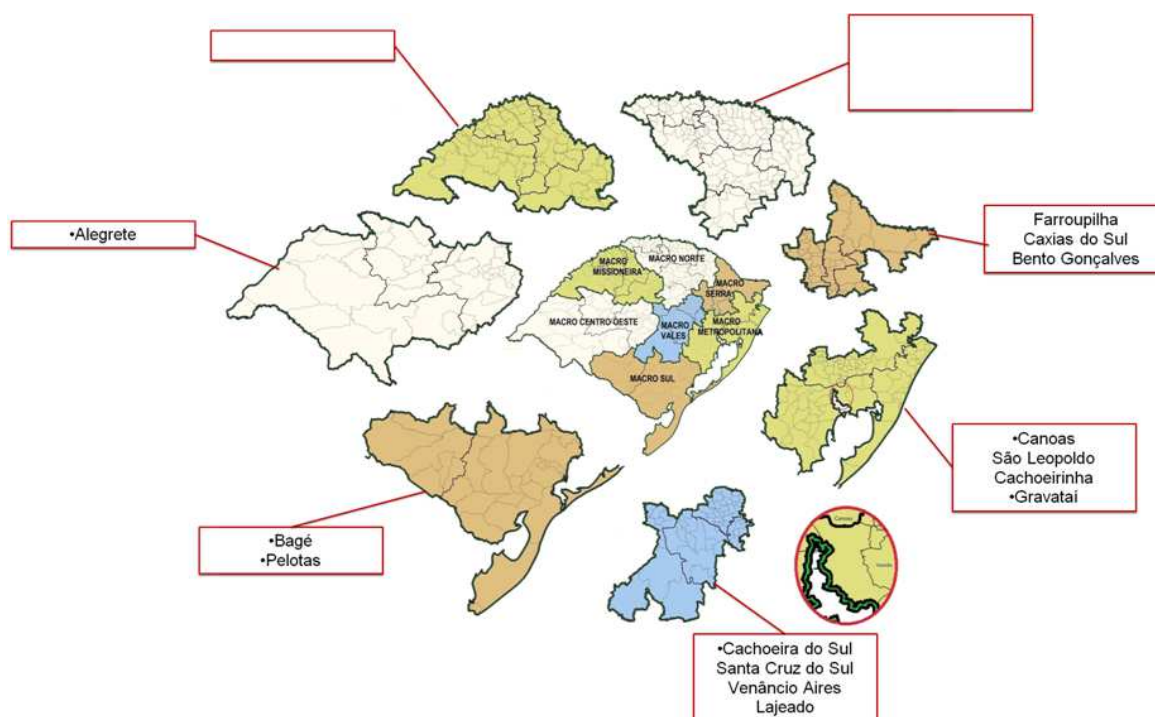 •Alegrete
Farroupilha
Caxias do Sul
Bento Gonçalves
MACRO
MISSIONEIRA
MACRO NORTE
MACRO
SERRA
MACRO CENTRO-OESTE
MACRO
VALES
MACRO
METROPOLITANA
MACRO SUL
•Canoas
São Leopoldo
Cachoeirinha
•Gravataí
•Bagé
•Pelotas
Canoas
•Cachoeira do Sul
Santa Cruz do Sul
Venâncio Aires
Lajeado